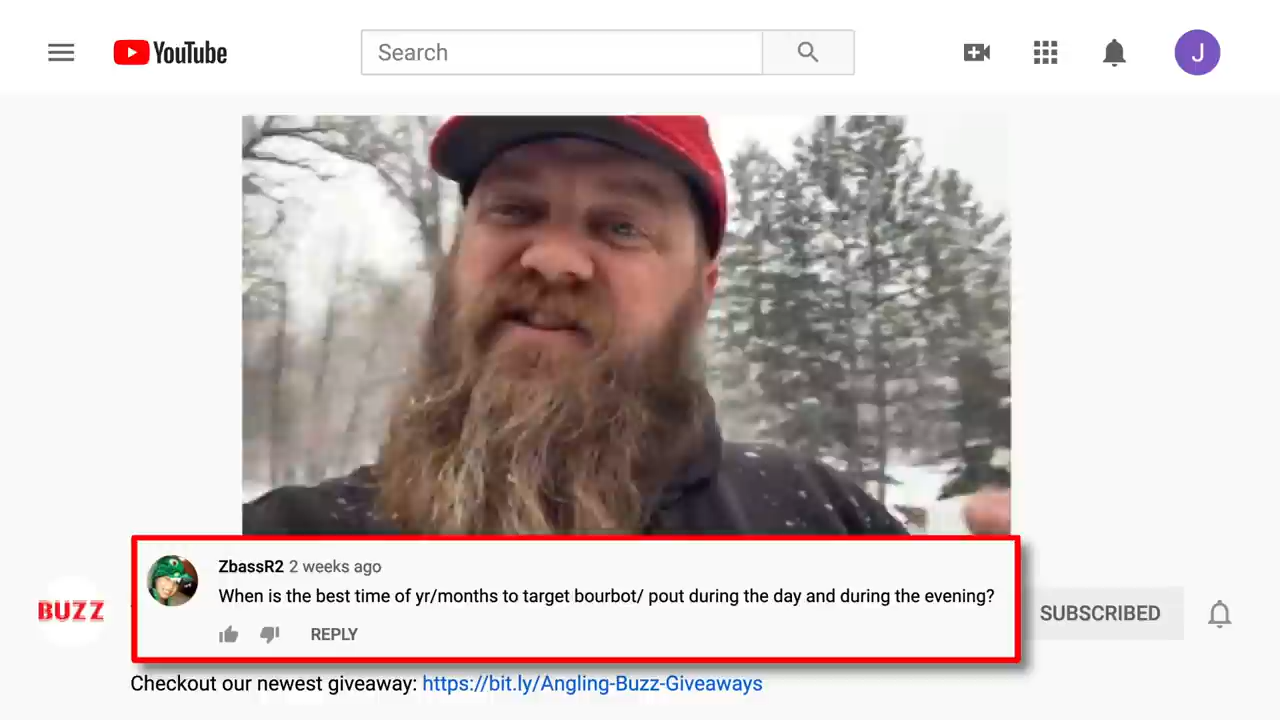 YouTube
Search
J
ZbassR2 2 weeks ago
When is the best time of yr/months to target bourbot/ pout during the day and during the evening?
REPLY
BUZZ
SUBSCRIBED
Checkout our newest giveaway: https://bit.ly/Angling-Buzz-Giveaways